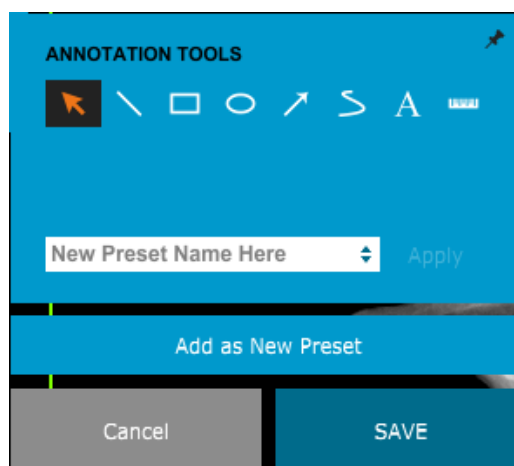 ANNOTATION TOOLS
A
New Preset Name Here
Apply
Add as New Preset
Cancel
SAVE